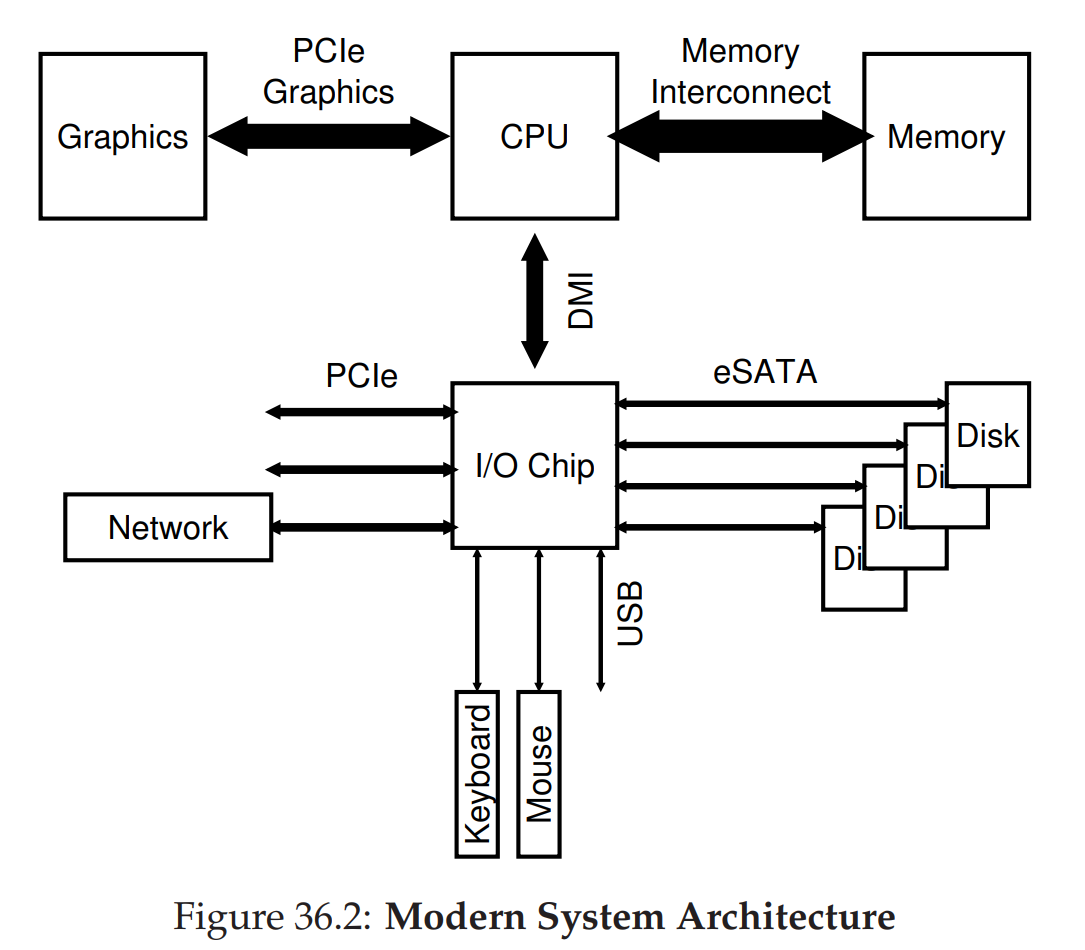 PCIe
Graphics
Memory
Interconnect
Graphics
CPU
Memory
DMI
PCIe
eSATA
I/O Chip
Disk
Di
Di
Di
Network
USB
Keyboard
Mouse
Figure 36.2: Modern System Architecture